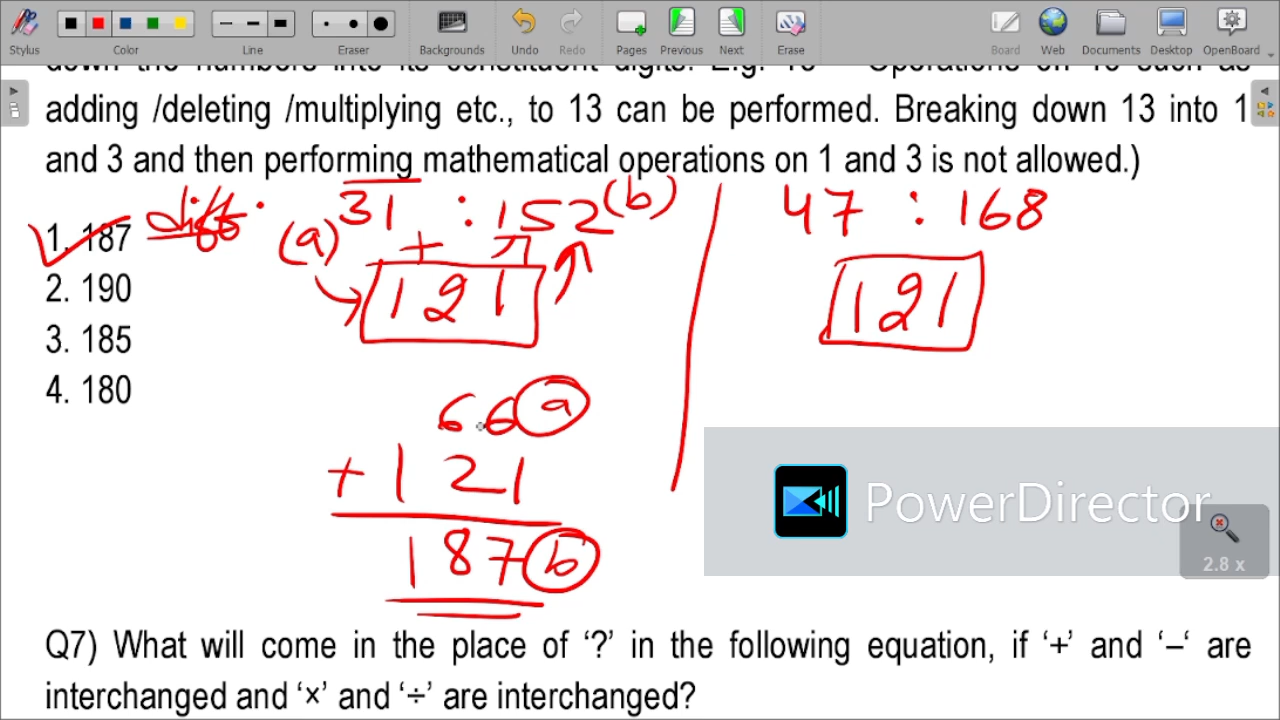 Stylus Color Line Eraser Backgrounds Undo Redo Pages Previous Next Erase Board Web Documents Desktop OpenBoard
adding /deleting /multiplying etc., to 13 can be performed. Breaking down 13 into 1
and 3 and then performing mathematical operations on 1 and 3 is not allowed.)
1. 187 diff.
2. 190
3. 185
4. 180
(a) 31 : 152 (b)
+
121
47 : 168
121
66 a
+ 121
187 b
PowerDirector
2.8 x
Q7) What will come in the place of ‘?’ in the following equation, if ‘+’ and ‘–‘ are
interchanged and ‘×’ and ‘÷’ are interchanged?